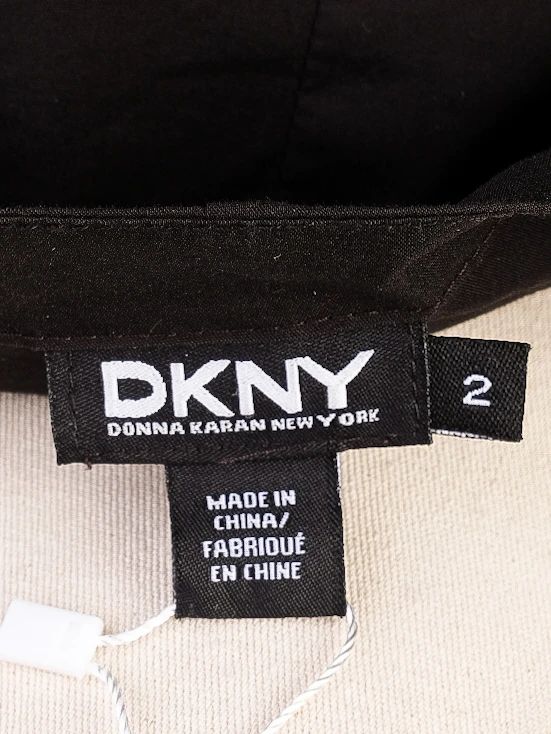 DKNY
DONNA KARAN NEW YORK
2
MADE IN
CHINA/
FABRIQUÉ
EN CHINE